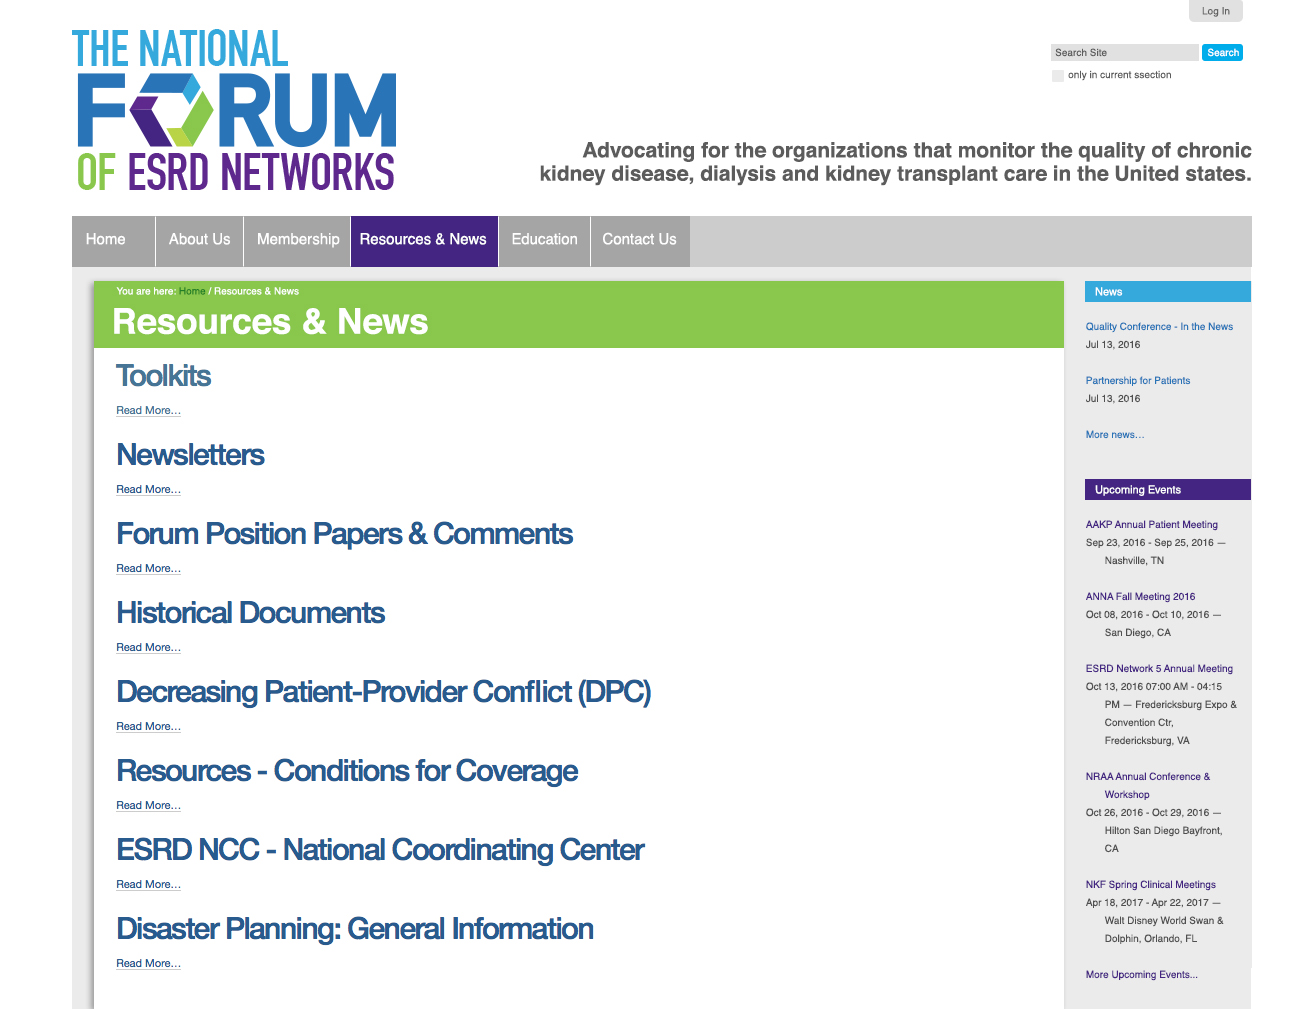 Log In
THE NATIONAL
FORUM
OF ESRD NETWORKS
Search Site
Search
only in current ssection
Advocating for the organizations that monitor the quality of chronic
kidney disease, dialysis and kidney transplant care in the United states.
Home
About Us
Membership
Resources & News
Education
Contact Us
You are here: Home / Resources & News
Resources & News
Toolkits
Read More…
Newsletters
Read More…
Forum Position Papers & Comments
Read More…
Historical Documents
Read More…
Decreasing Patient-Provider Conflict (DPC)
Read More…
Resources - Conditions for Coverage
Read More…
ESRD NCC - National Coordinating Center
Read More…
Disaster Planning: General Information
Read More…
News
Quality Conference - In the News
Jul 13, 2016
Partnership for Patients
Jul 13, 2016
More news…
Upcoming Events
AAKP Annual Patient Meeting
Sep 23, 2016 - Sep 25, 2016 —
Nashville, TN
ANNA Fall Meeting 2016
Oct 08, 2016 - Oct 10, 2016 —
San Diego, CA
ESRD Network 5 Annual Meeting
Oct 13, 2016 07:00 AM - 04:15
PM — Fredericksburg Expo &
Convention Ctr,
Fredericksburg, VA
NRAA Annual Conference &
Workshop
Oct 26, 2016 - Oct 29, 2016 —
Hilton San Diego Bayfront,
CA
NKF Spring Clinical Meetings
Apr 18, 2017 - Apr 22, 2017 —
Walt Disney World Swan &
Dolphin, Orlando, FL
More Upcoming Events...